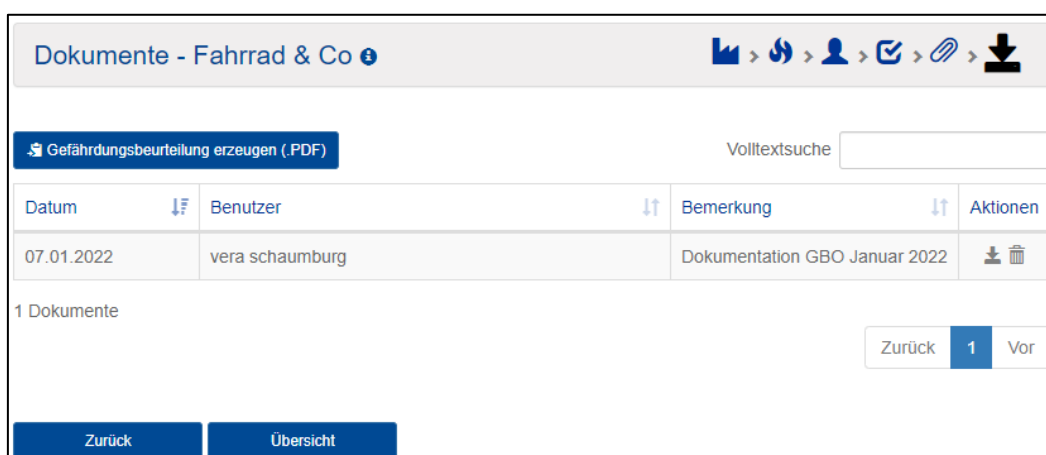 Dokumente - Fahrrad & Co
Gefährdungsbeurteilung erzeugen (.PDF) Volltextsuche
Datum Benutzer Bemerkung Aktionen
07.01.2022 vera schaumburg Dokumentation GBO Januar 2022
1 Dokumente
Zurück 1 Vor
Zurück Übersicht